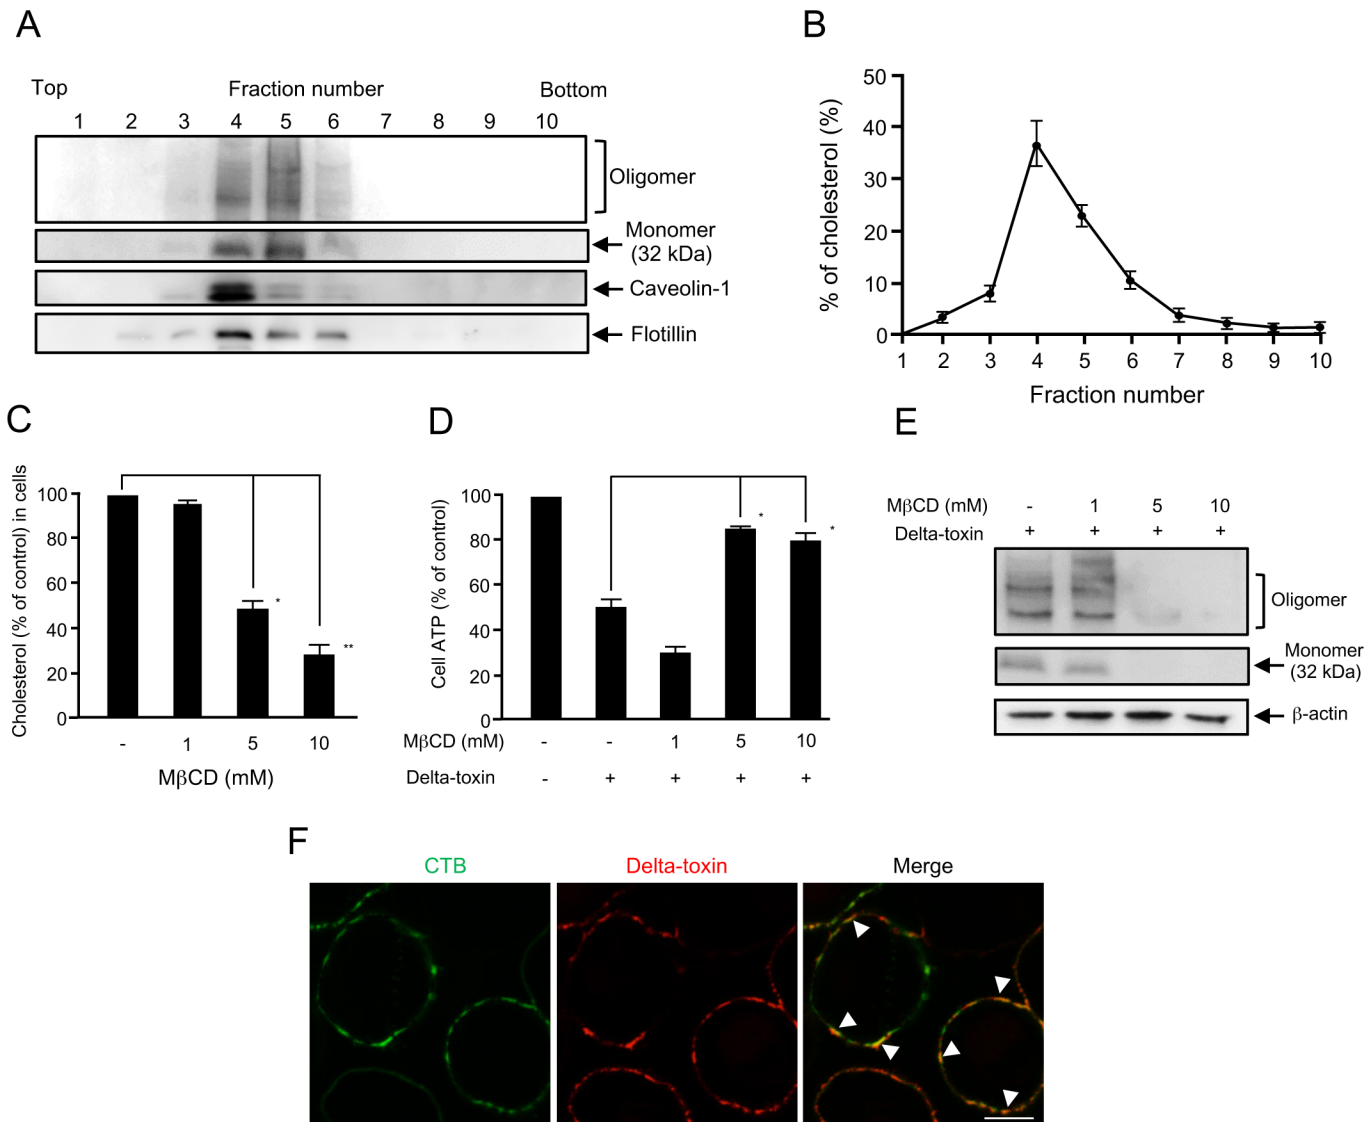 A
Top Fraction number Bottom
1 2 3 4 5 6 7 8 9 10
Oligomer
Monomer
(32 kDa)
Caveolin-1
Flotillin
B
% of cholesterol (%)
50
40
30
20
10
0
1 2 3 4 5 6 7 8 9 10
Fraction number
C
Cholesterol (% of control) in cells
100
80
60
40
20
0
*
**
- 1 5 10
MβCD (mM)
D
Cell ATP (% of control)
100
80
60
40
20
0
*
*
MβCD (mM) - - 1 5 10
Delta-toxin - + + + +
E
MβCD (mM) - 1 5 10
Delta-toxin + + + +
Oligomer
Monomer
(32 kDa)
β-actin
F
CTB Delta-toxin Merge